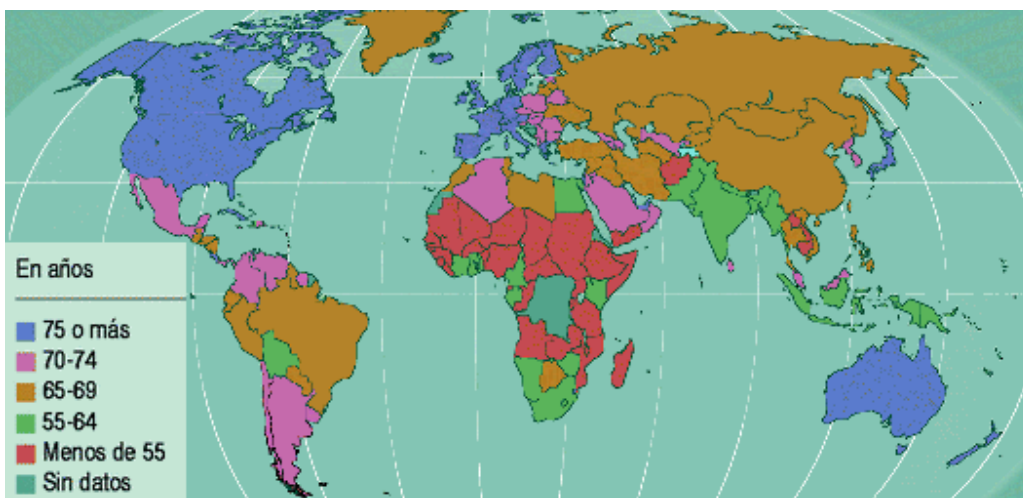 En años
75 o más
70-74
65-69
55-64
Menos de 55
Sin datos